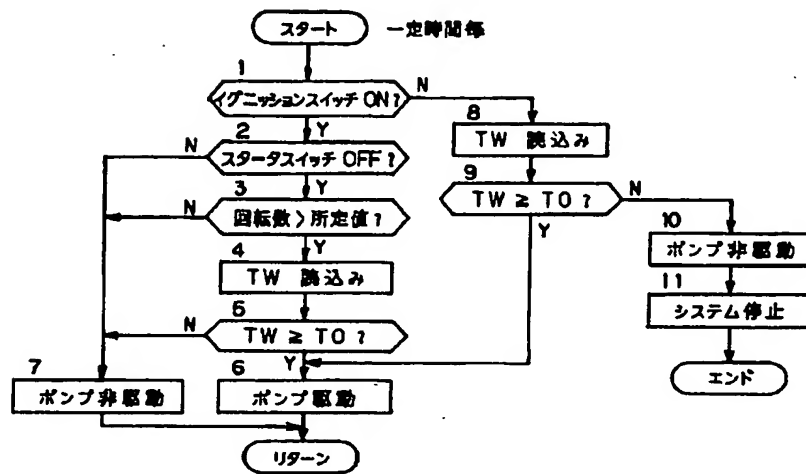 スタート 一定時間毎
1
イグニッションスイッチ ON?
N
Y
2
スタータスイッチ OFF?
N
Y
3
回転数>所定値?
N
Y
4
TW 読込み
5
TW ≥ TO?
N
Y
7
ポンプ非駆動
6
ポンプ駆動
リターン
8
TW 読込み
9
TW ≥ TO?
N
Y
10
ポンプ非駆動
11
システム停止
エンド